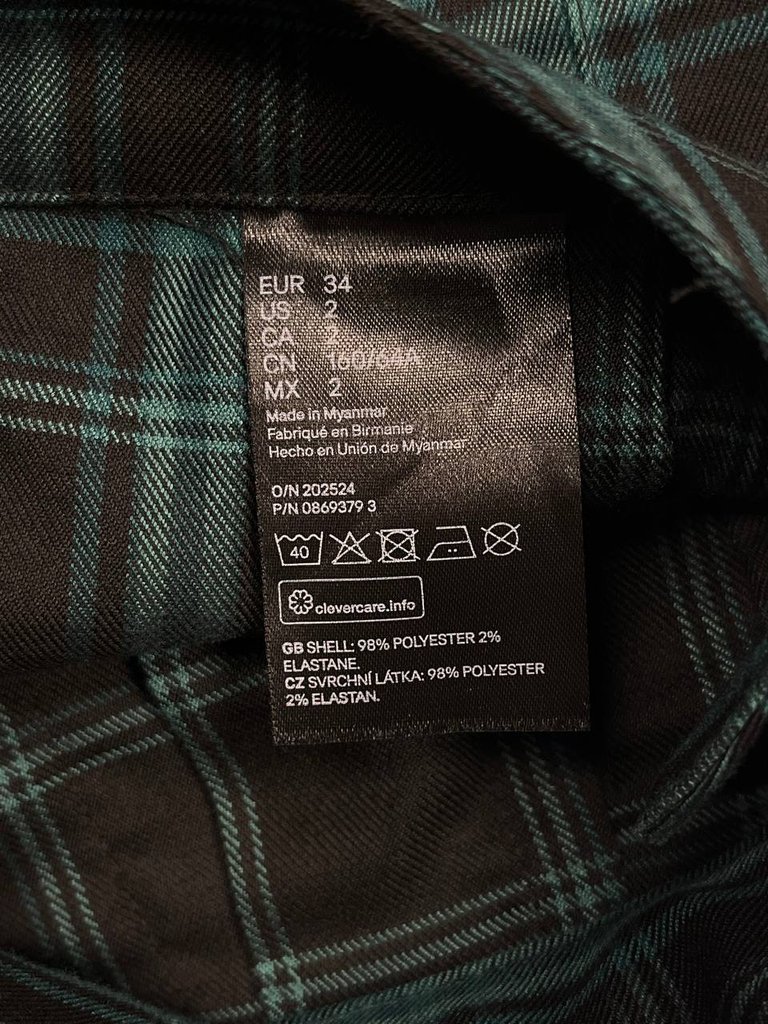 EUR 34
US 2
CA 2
CN 160/64A
MX 2
Made in Myanmar
Fabriqué en Birmanie
Hecho en Unión de Myanmar
O/N 202524
P/N 0869379 3
40
clevercare.info
GB SHELL: 98% POLYESTER 2%
ELASTANE.
CZ SVRCHNÍ LÁTKA: 98% POLYESTER
2% ELASTAN.